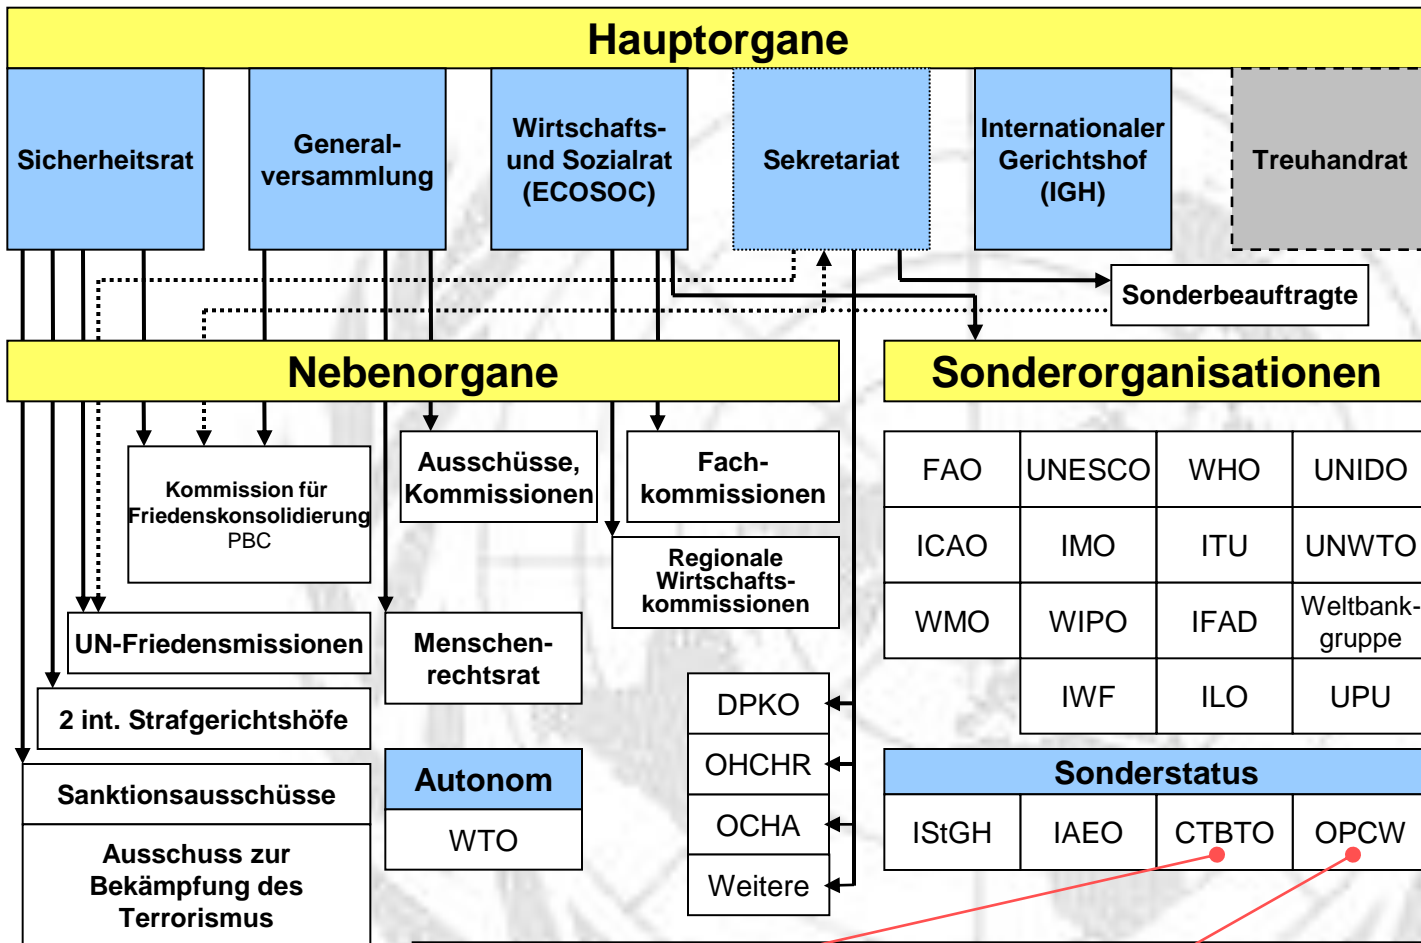 Hauptorgane
Sicherheitsrat
General-
versammlung
Wirtschafts-
und Sozialrat
(ECOSOC)
Sekretariat
Internationaler
Gerichtshof
(IGH)
Treuhandrat
Sonderbeauftragte
Nebenorgane
Sonderorganisationen
Kommission für
Friedenskonsolidierung
PBC
Ausschüsse,
Kommissionen
Fach-
kommissionen
Regionale
Wirtschafts-
kommissionen
UN-Friedensmissionen
Menschen-
rechtsrat
2 int. Strafgerichtshöfe
Sanktionsausschüsse
Ausschuss zur
Bekämpfung des
Terrorismus
Autonom
WTO
DPKO
OHCHR
OCHA
Weitere
FAO UNESCO WHO UNIDO
ICAO IMO ITU UNWTO
WMO WIPO IFAD Weltbank-
gruppe
IWF ILO UPU
Sonderstatus
IStGH IAEO CTBTO OPCW